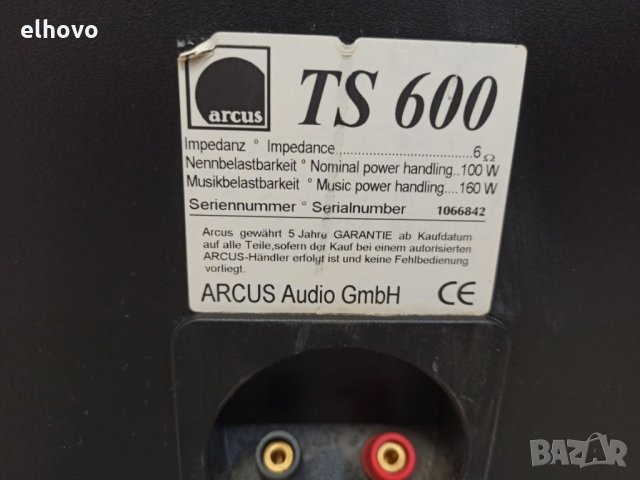 elhovo
arcus
TS 600
Impedanz ° Impedance..........................6Ω
Nennbelastbarkeit ° Nominal power handling..100 W
Musikbelastbarkeit ° Music power handling....160 W
Seriennummer ° Serialnumber 1066842
Arcus gewährt 5 Jahre GARANTIE ab Kaufdatum
auf alle Teile,sofern der Kauf bei einem autorisierten
ARCUS-Händler erfolgt ist und keine Fehlbedienung
vorliegt.
ARCUS Audio GmbH CE
BAZAR